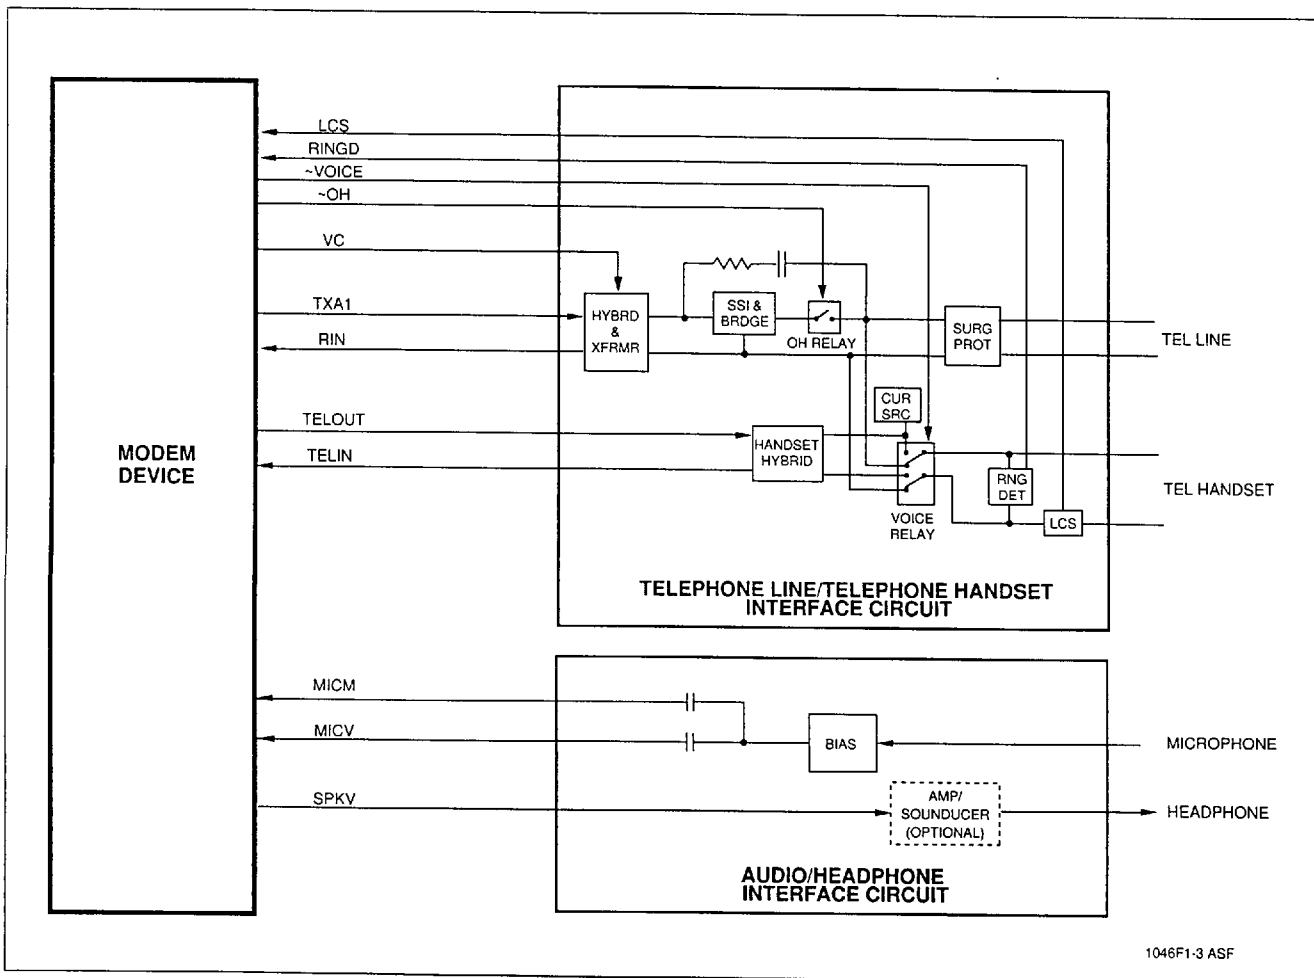 LCS
RINGD
~VOICE
~OH
VC
TXA1
RIN
TELOUT
TELIN
MODEM
DEVICE
HYBRD
&
XFRMR
SSI &
BRDGE
OH RELAY
SURG
PROT
TEL LINE
CUR
SRC
HANDSET
HYBRID
VOICE
RELAY
RNG
DET
LCS
TEL HANDSET
TELEPHONE LINE/TELEPHONE HANDSET
INTERFACE CIRCUIT
MICM
MICV
SPKV
BIAS
MICROPHONE
AMP/
SOUNDUCER
(OPTIONAL)
HEADPHONE
AUDIO/HEADPHONE
INTERFACE CIRCUIT
1046F1-3 ASF